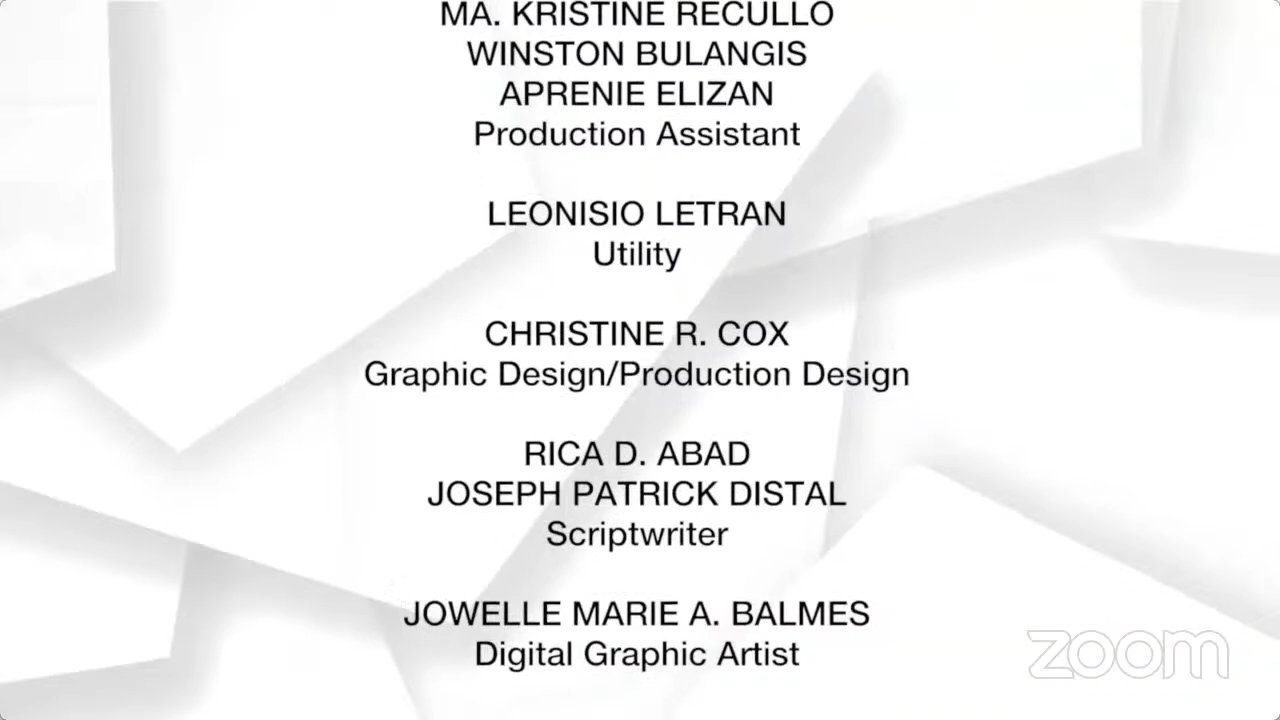 MA. KRISTINE RECULLO
WINSTON BULANGIS
APRENIE ELIZAN
Production Assistant
LEONISIO LETRAN
Utility
CHRISTINE R. COX
Graphic Design/Production Design
RICA D. ABAD
JOSEPH PATRICK DISTAL
Scriptwriter
JOWELLE MARIE A. BALMES
Digital Graphic Artist
zoom